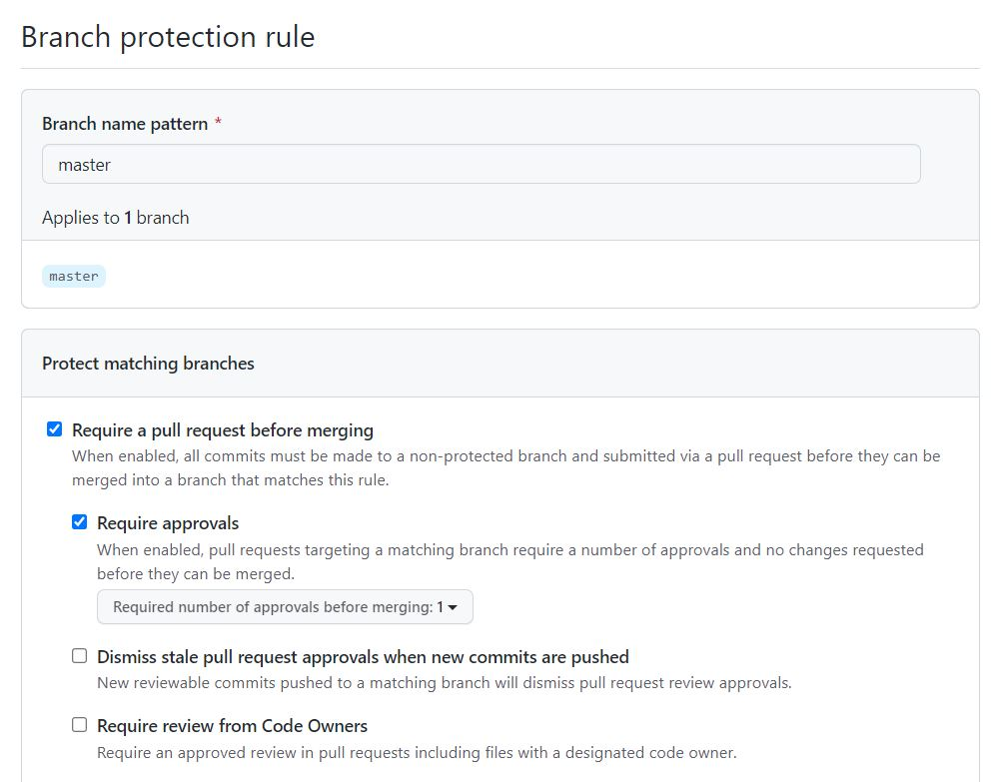 Branch protection rule
Branch name pattern *
master
Applies to 1 branch
master
Protect matching branches
Require a pull request before merging
When enabled, all commits must be made to a non-protected branch and submitted via a pull request before they can be
merged into a branch that matches this rule.
Require approvals
When enabled, pull requests targeting a matching branch require a number of approvals and no changes requested
before they can be merged.
Required number of approvals before merging: 1
Dismiss stale pull request approvals when new commits are pushed
New reviewable commits pushed to a matching branch will dismiss pull request review approvals.
Require review from Code Owners
Require an approved review in pull requests including files with a designated code owner.